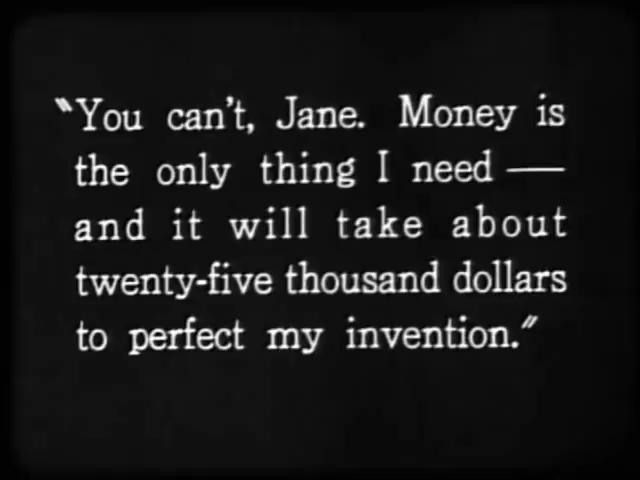 "You can't, Jane. Money is
the only thing I need —
and it will take about
twenty-five thousand dollars
to perfect my invention."